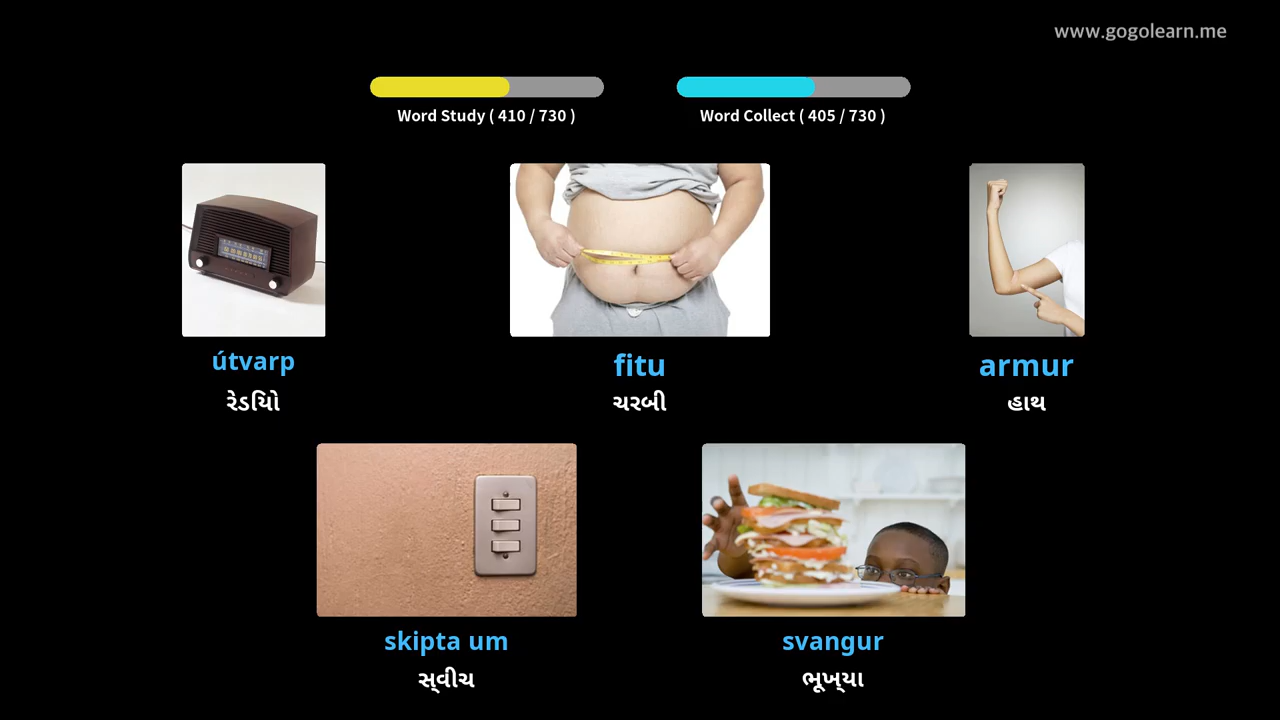 www.gogolearn.me
Word Study ( 410 / 730 )
Word Collect ( 405 / 730 )
útvarp
fitu
armur
રેડિયો
ચરબી
હાથ
skipta um
svangur
સ્વીચ
ભૂખ્યા